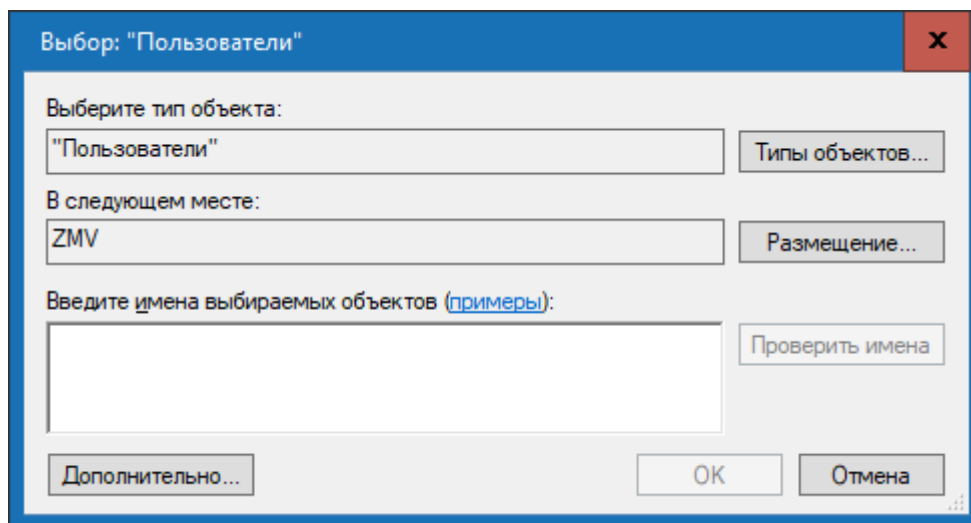 Выбор: "Пользователи"
Выберите тип объекта:
"Пользователи"
Типы объектов...
В следующем месте:
ZMV
Размещение...
Введите имена выбираемых объектов (примеры):
Проверить имена
Дополнительно...
ОК
Отмена